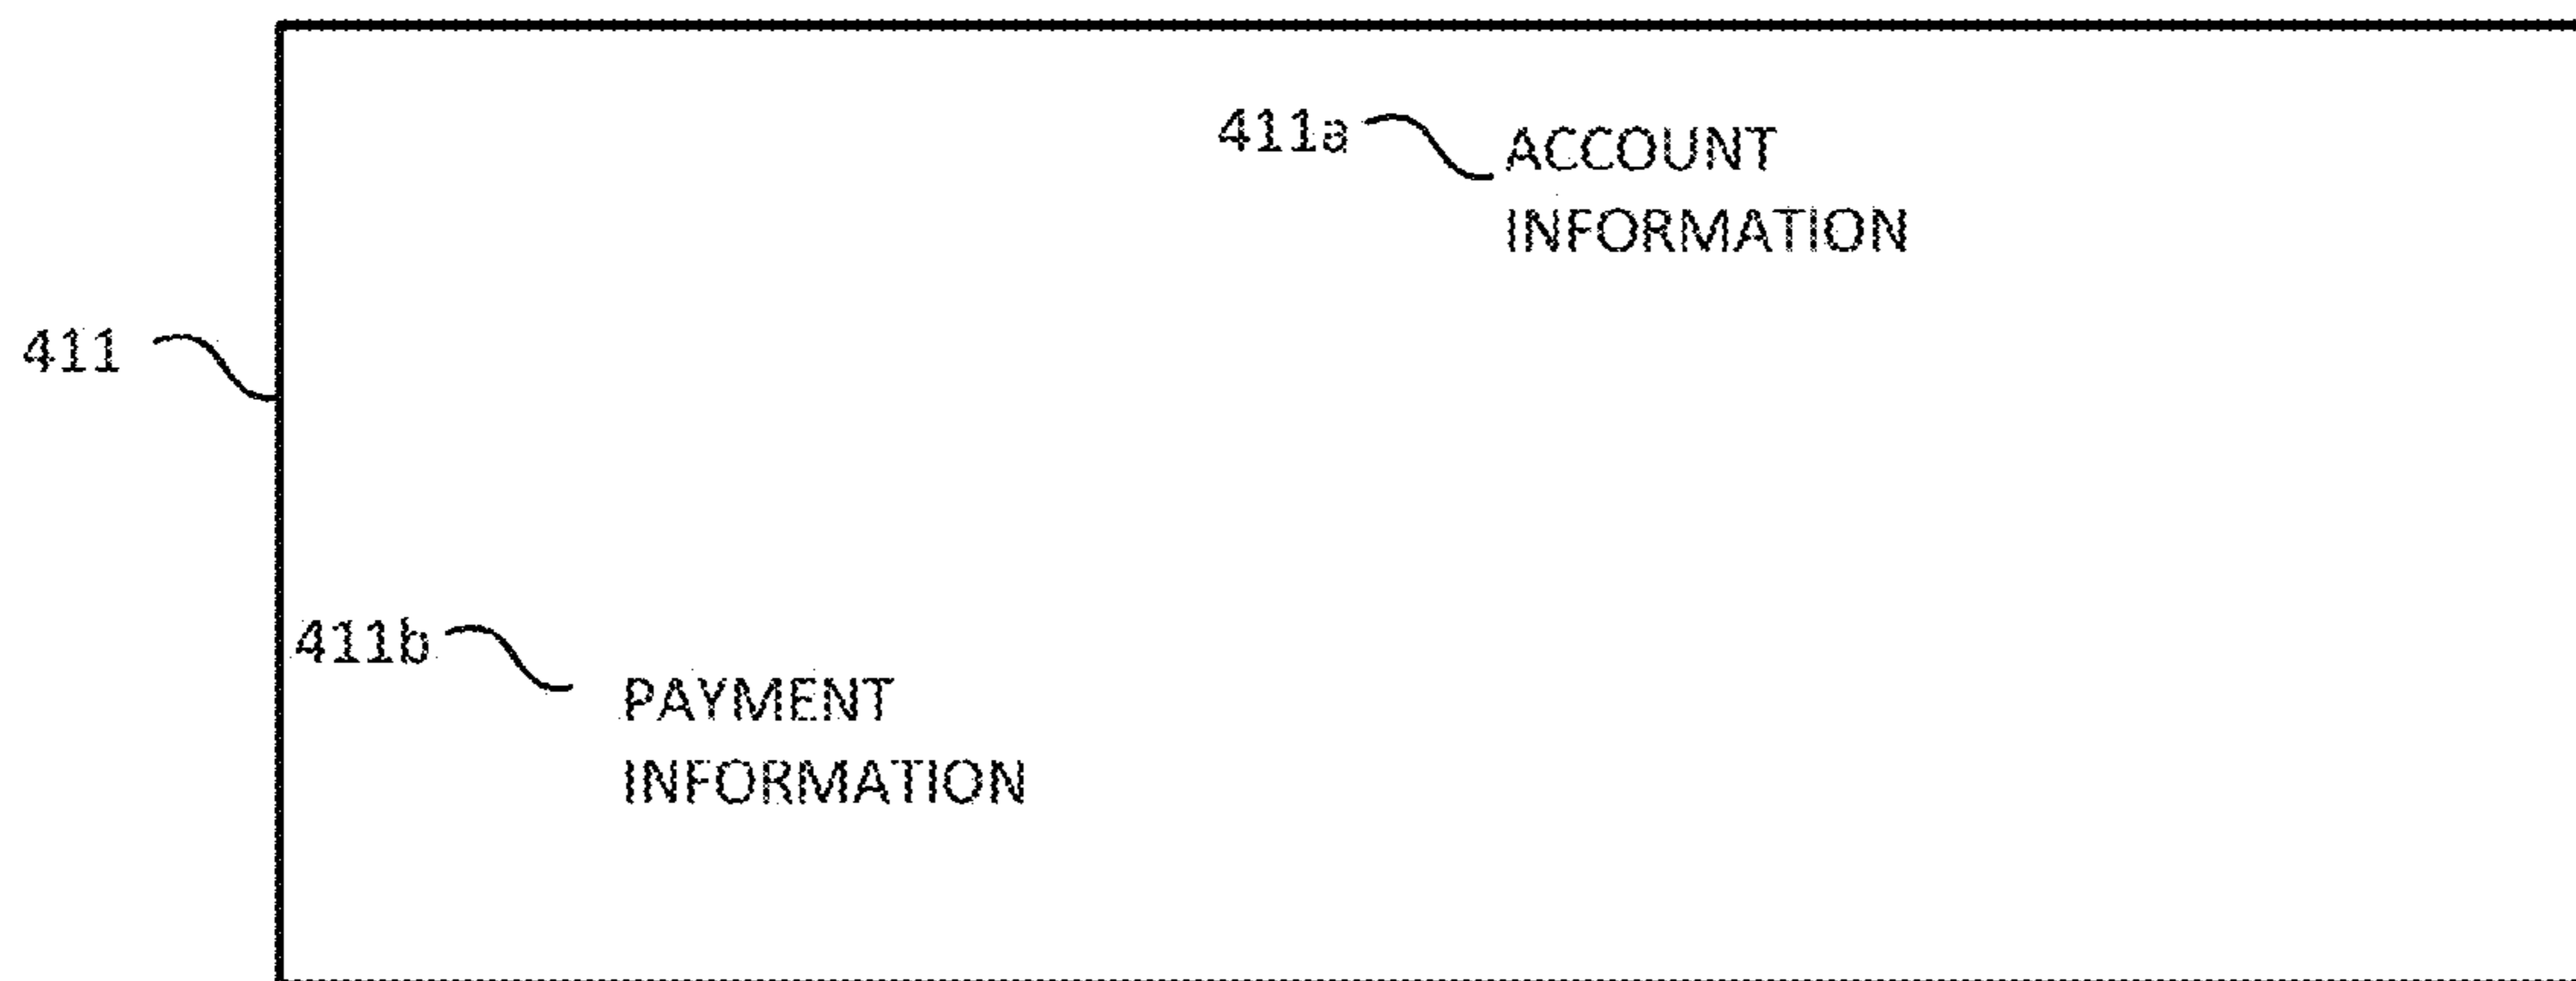 411a ACCOUNT
INFORMATION
411
411b PAYMENT
INFORMATION